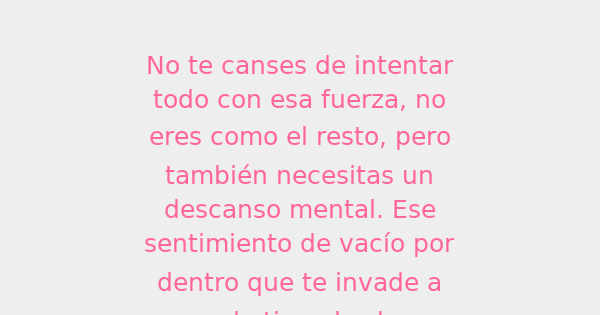 No te canses de intentar
todo con esa fuerza, no
eres como el resto, pero
también necesitas un
descanso mental. Ese
sentimiento de vacío por
dentro que te invade a